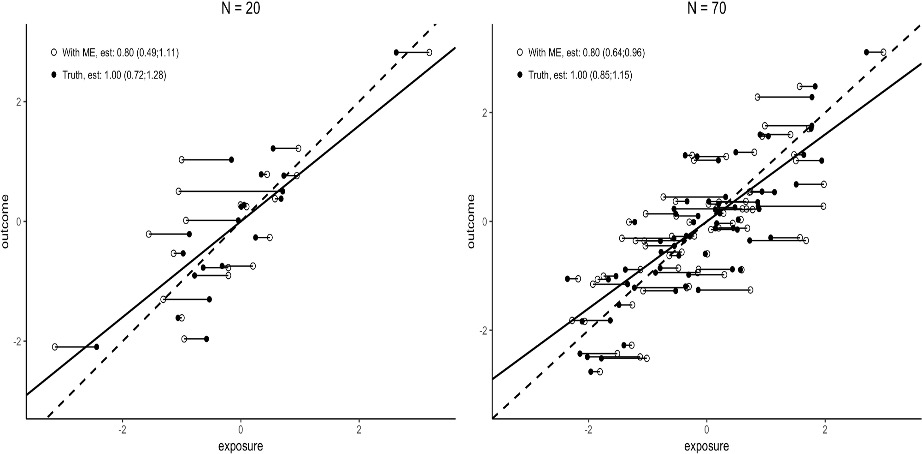 N = 20
With ME, est: 0.80 (0.49;1.11)
Truth, est: 1.00 (0.72;1.28)
2
0
-2
outcome
-2
0
2
exposure
N = 70
With ME, est: 0.80 (0.64;0.96)
Truth, est: 1.00 (0.85;1.15)
2
0
-2
outcome
-2
0
2
exposure